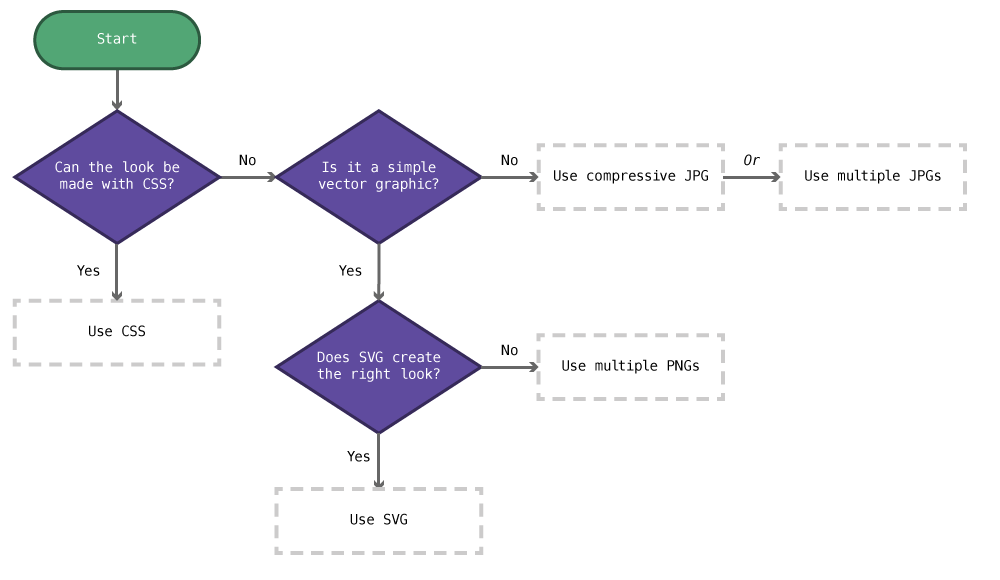 Start
Can the look be
made with CSS?
No
Is it a simple
vector graphic?
No
Use compressive JPG
Or
Use multiple JPGs
Yes
Use CSS
Yes
Does SVG create
the right look?
No
Use multiple PNGs
Yes
Use SVG